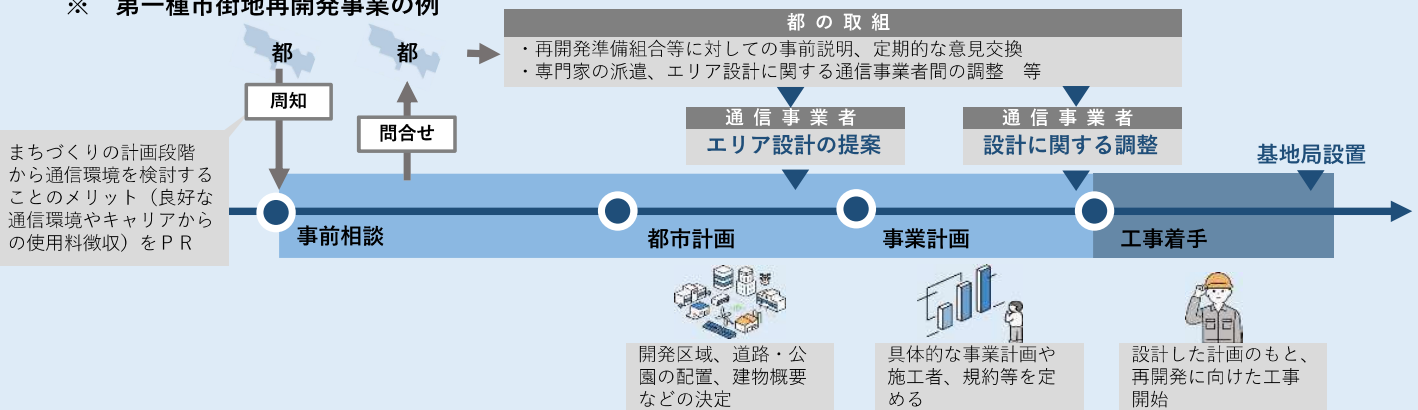 ※ 第一種市街地再開発事業の例
都
都
周知
問合せ
都の取組
・再開発準備組合等に対しての事前説明、定期的な意見交換
・専門家の派遣、エリア設計に関する通信事業者間の調整 等
通信事業者
エリア設計の提案
通信事業者
設計に関する調整
基地局設置
まちづくりの計画段階
から通信環境を検討する
ことのメリット（良好な
通信環境やキャリアから
の使用料徴収）をＰＲ
事前相談
都市計画
事業計画
工事着手
開発区域、道路・公
園の配置、建物概要
などの決定
具体的な事業計画や
施工者、規約等を定
める
設計した計画のもと、
再開発に向けた工事
開始